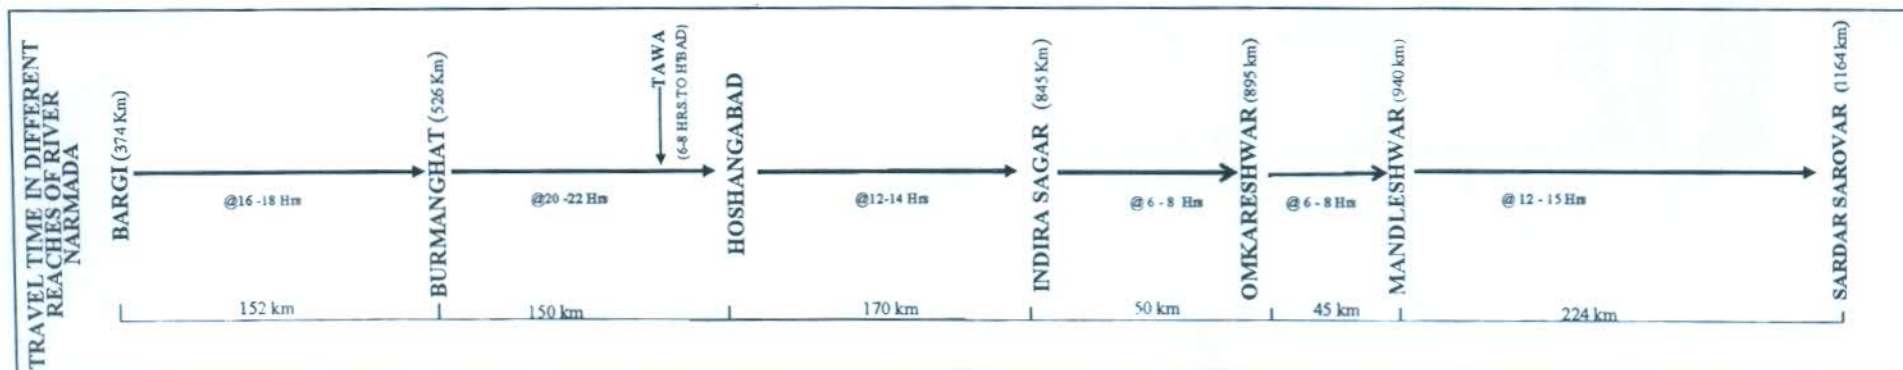 TRAVEL TIME IN DIFFERENT
REACHES OF RIVER
NARMADA
BARGI (374 Km)
@16 -18 Hrs
BURMANGHAT (526 Km)
@20 -22 Hrs
TAWA
(6-8 HRS.TO H'BAD)
HOSHANGABAD
@12-14 Hrs
INDIRA SAGAR (845 Km)
@ 6 - 8 Hrs
OMKARESHWAR (895 km)
@ 6 - 8 Hrs
MANDLESHWAR (940 km)
@ 12 - 15 Hrs
SARDAR SAROVAR (1164 km)
152 km
150 km
170 km
50 km
45 km
224 km